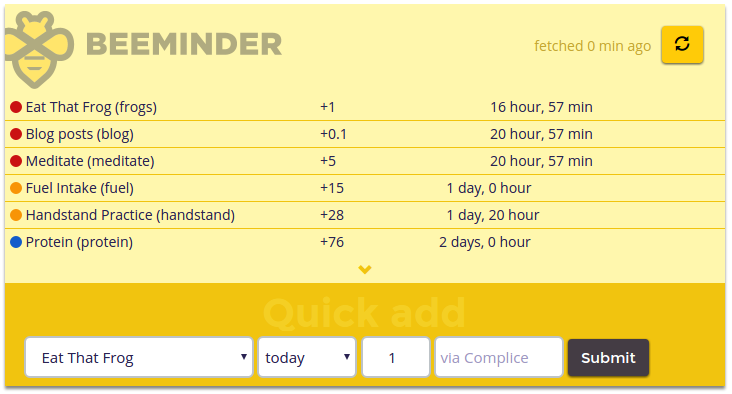 BEEMINDER
fetched 0 min ago
Eat That Frog (frogs) +1 16 hour, 57 min
Blog posts (blog) +0.1 20 hour, 57 min
Meditate (meditate) +5 20 hour, 57 min
Fuel Intake (fuel) +15 1 day, 0 hour
Handstand Practice (handstand) +28 1 day, 20 hour
Protein (protein) +76 2 days, 0 hour
Quick add
Eat That Frog today 1 via Complice Submit